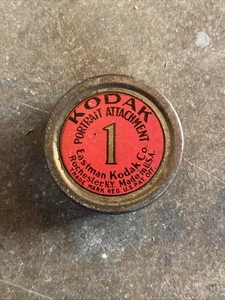 KODAK
PORTRAIT ATTACHMENT
1
Eastman Kodak Co.
Rochester, N.Y. Made in U.S.A.
TRADE MARK REG. U.S. PAT. OFF.